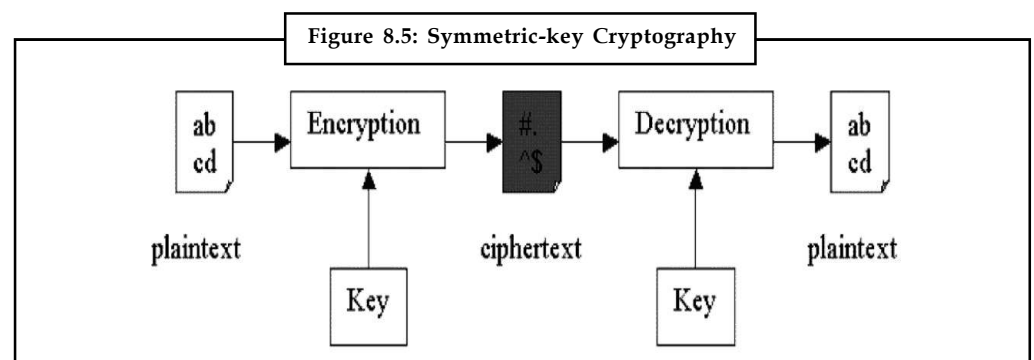 Figure 8.5: Symmetric-key Cryptography
ab
cd
Encryption
#.
^$
Decryption
ab
cd
plaintext
ciphertext
plaintext
Key
Key